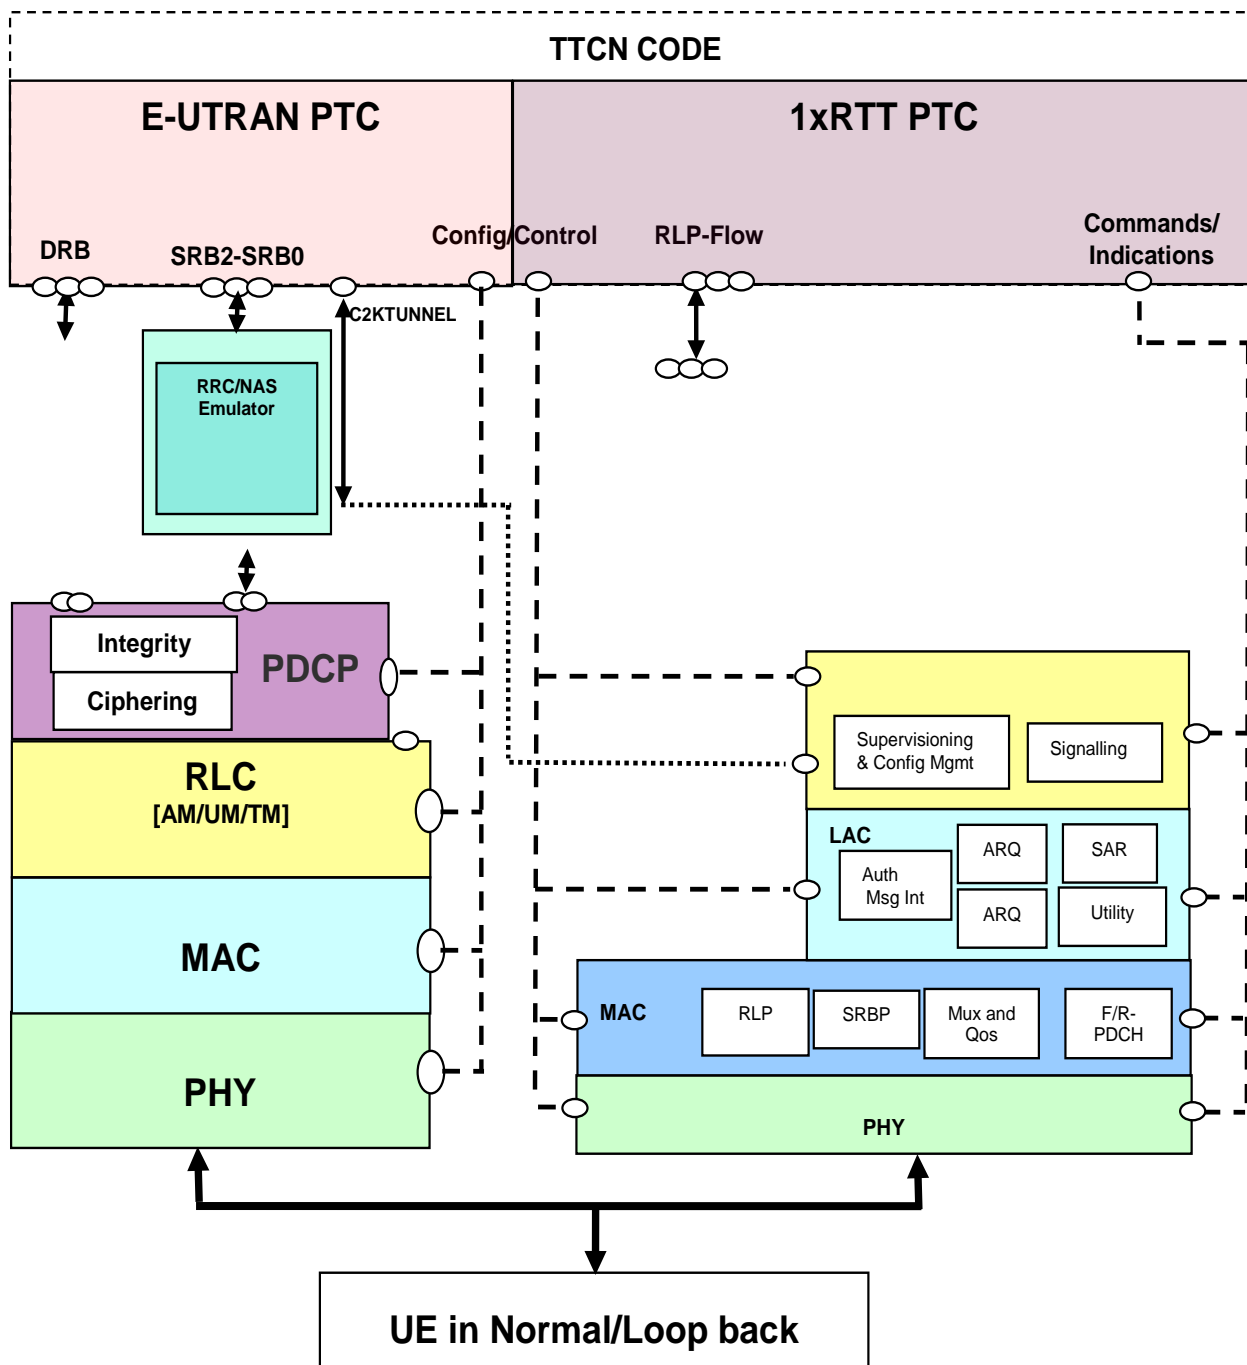 TTCN CODE
E-UTRAN PTC
1xRTT PTC
DRB
SRB2-SRB0
Config/Control
RLP-Flow
Commands/
Indications
C2KTUNNEL
RRC/NAS
Emulator
Integrity
Ciphering
PDCP
RLC
[AM/UM/TM]
MAC
PHY
Supervisioning
& Config Mgmt
Signalling
LAC
Auth
Msg Int
ARQ
SAR
ARQ
Utility
MAC
RLP
SRBP
Mux and
Qos
F/R-
PDCH
PHY
UE in Normal/Loop back